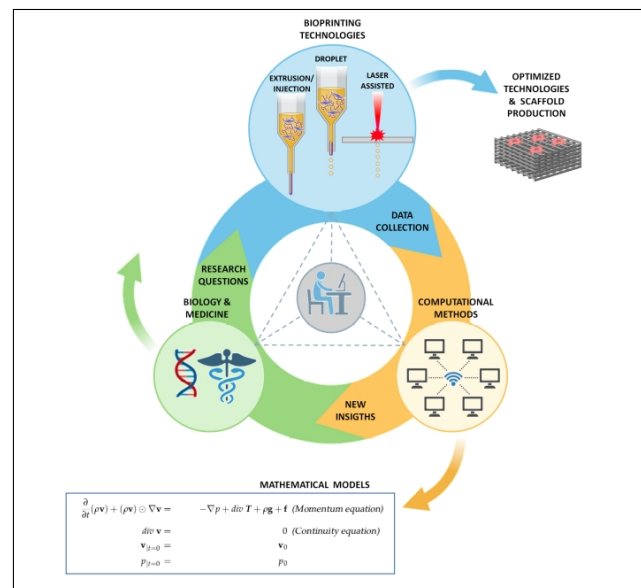 BIOPRINTING
TECHNOLOGIES
DROPLET
EXTRUSION/
INJECTION
LASER
ASSISTED
OPTIMIZED
TECHNOLOGIES
& SCAFFOLD
PRODUCTION
DATA
COLLECTION
RESEARCH
QUESTIONS
BIOLOGY &
MEDICINE
COMPUTATIONAL
METHODS
NEW
INSIGTHS
MATHEMATICAL MODELS
∂/∂t(ρv) + (ρv) ⊙ ∇v = −∇p + div T + ρg + f (Momentum equation)
div v = 0 (Continuity equation)
v|t=0 = v0
p|t=0 = p0